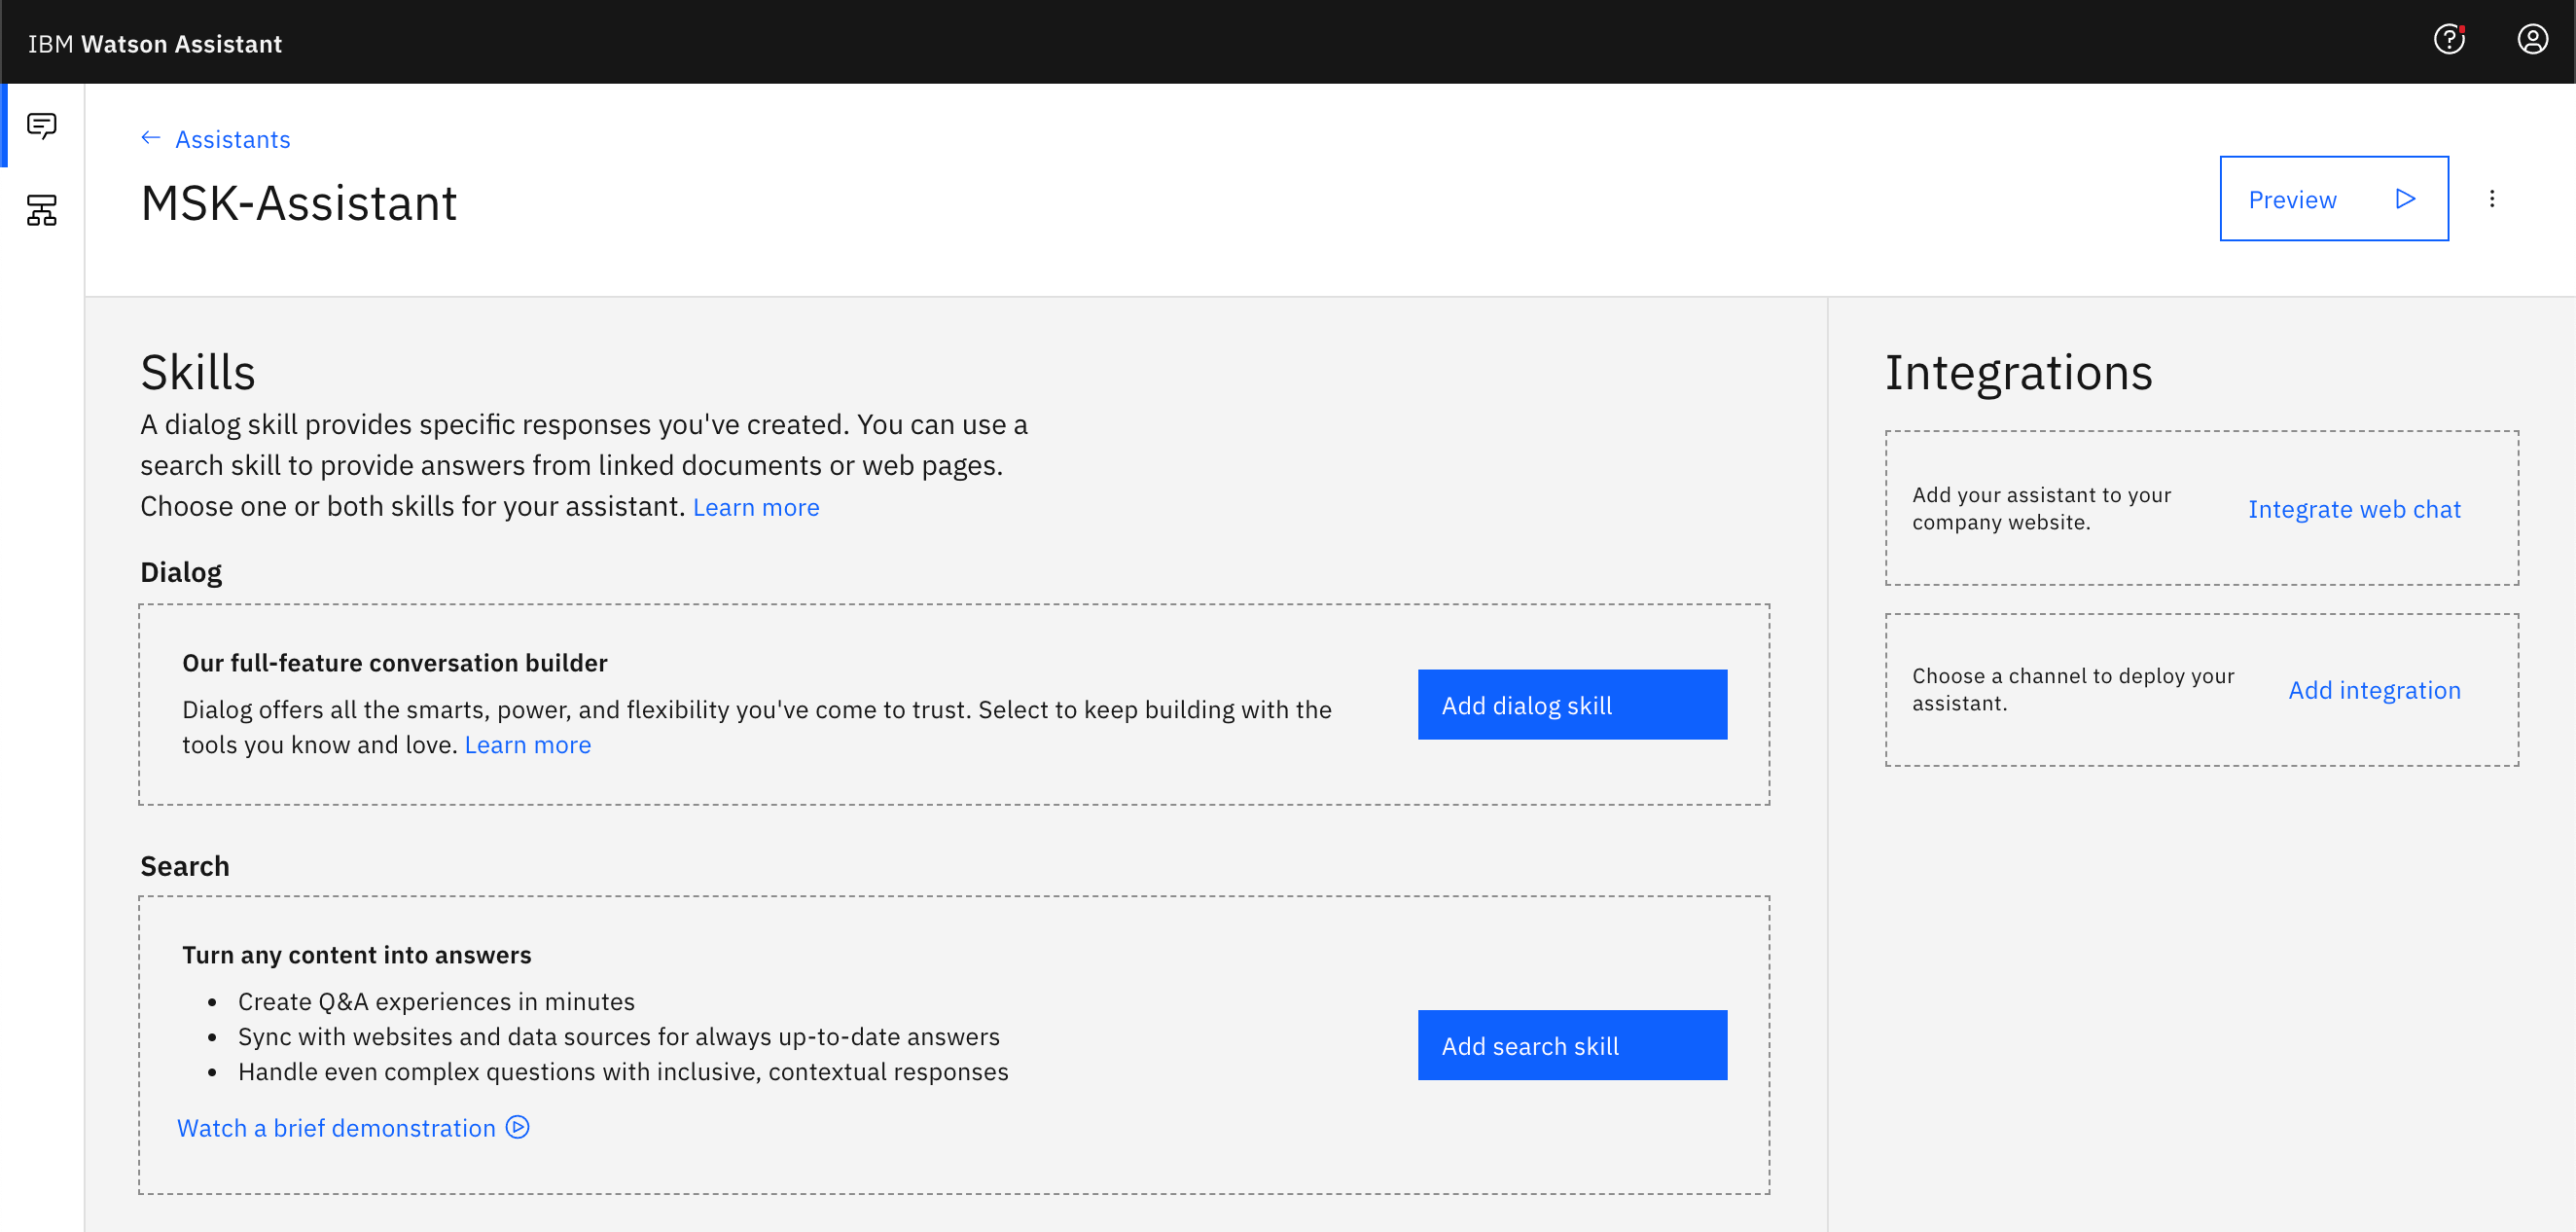 IBM Watson Assistant
Assistants
MSK-Assistant
Preview
Skills
A dialog skill provides specific responses you've created. You can use a
search skill to provide answers from linked documents or web pages.
Choose one or both skills for your assistant. Learn more
Dialog
Our full-feature conversation builder
Dialog offers all the smarts, power, and flexibility you've come to trust. Select to keep building with the
tools you know and love. Learn more
Add dialog skill
Search
Turn any content into answers
• Create Q&A experiences in minutes
• Sync with websites and data sources for always up-to-date answers
• Handle even complex questions with inclusive, contextual responses
Watch a brief demonstration
Add search skill
Integrations
Add your assistant to your
company website.
Integrate web chat
Choose a channel to deploy your
assistant.
Add integration